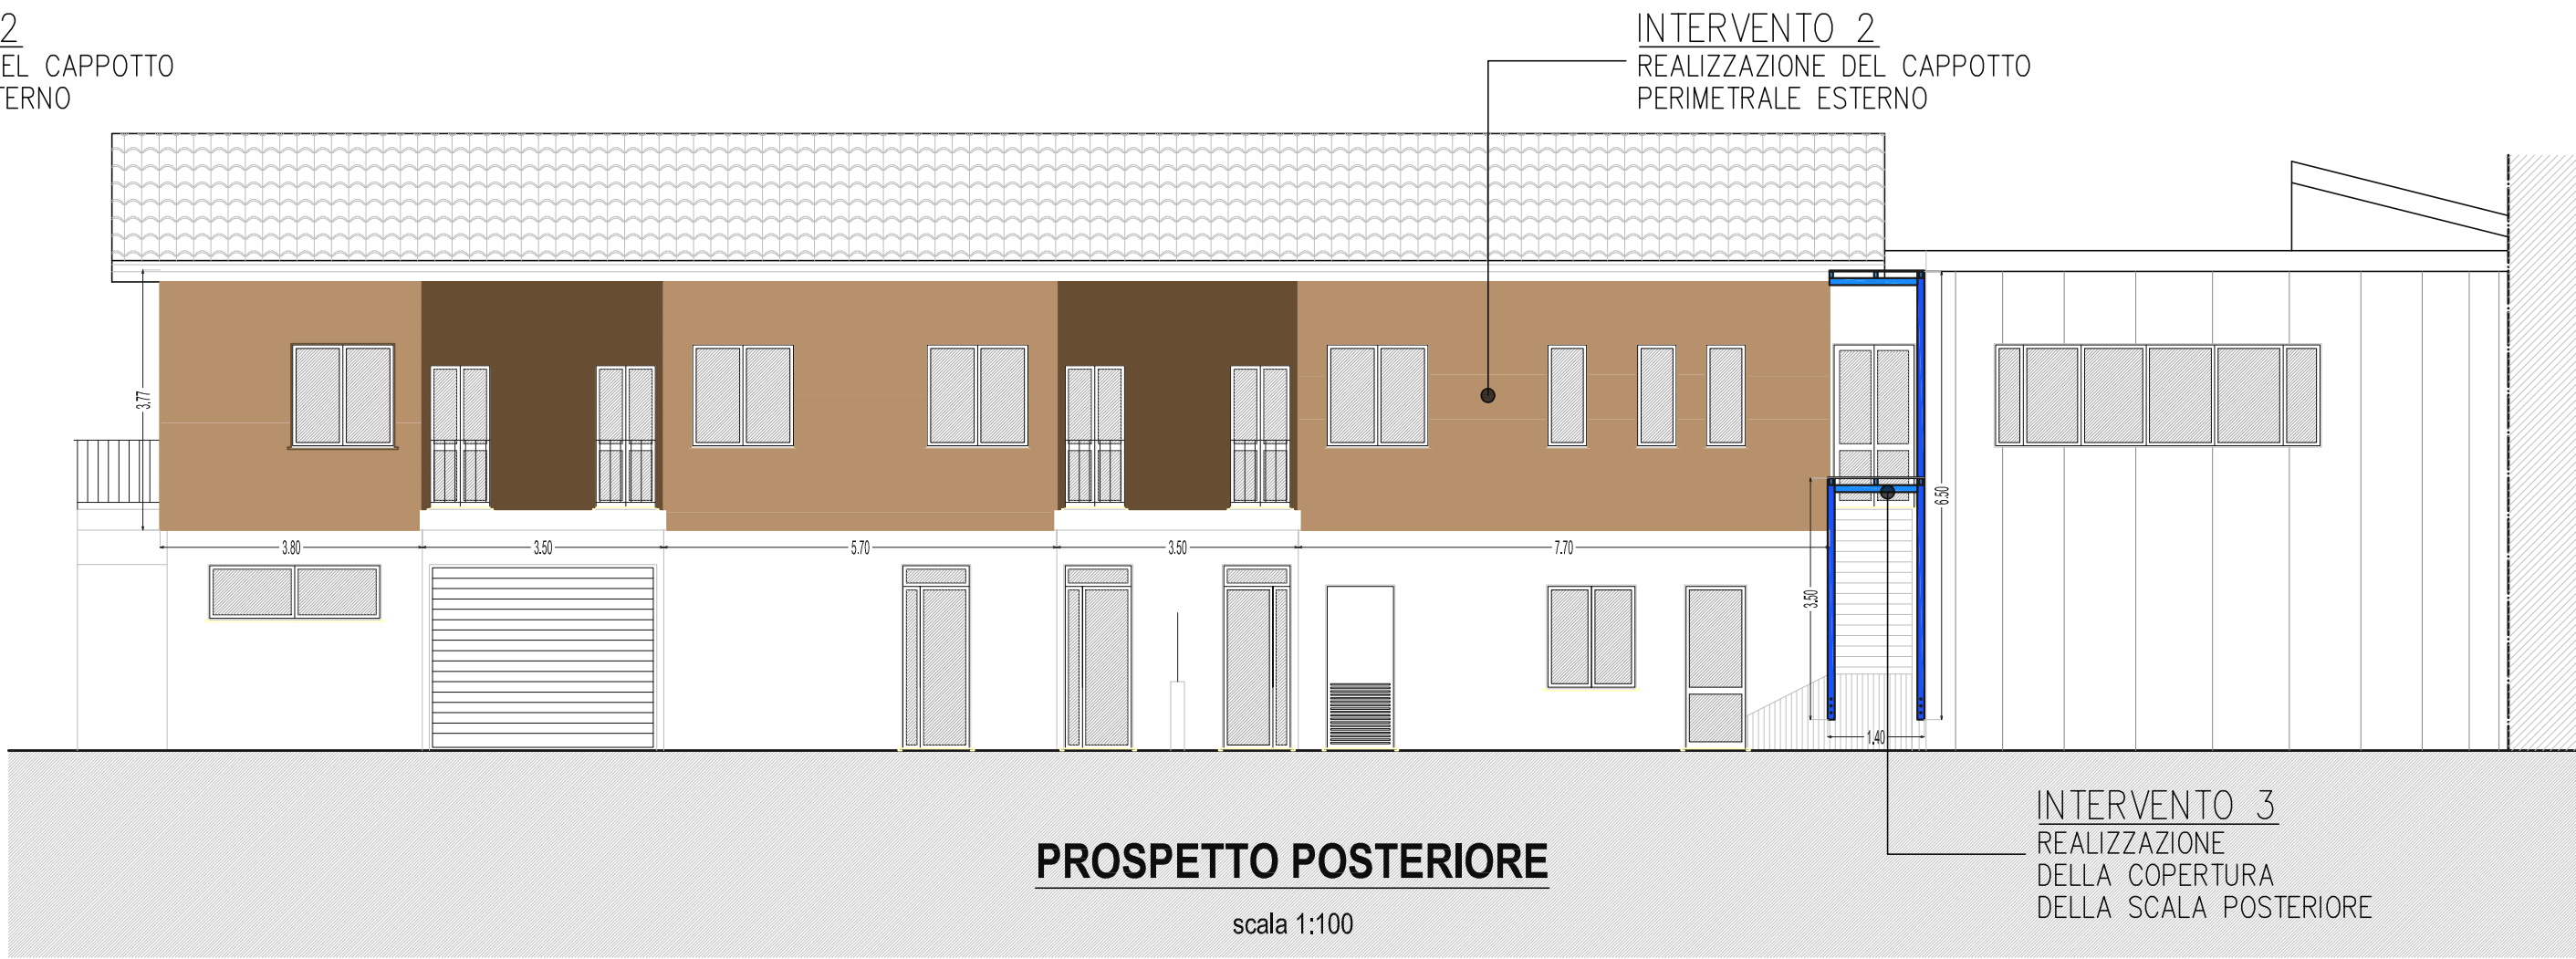 2
EL CAPPOTTO
TERNO
INTERVENTO 2
REALIZZAZIONE DEL CAPPOTTO
PERIMETRALE ESTERNO
3.77
6.50
3.80
3.50
5.70
3.50
7.70
3.50
1.40
INTERVENTO 3
REALIZZAZIONE
DELLA COPERTURA
DELLA SCALA POSTERIORE
PROSPETTO POSTERIORE
scala 1:100